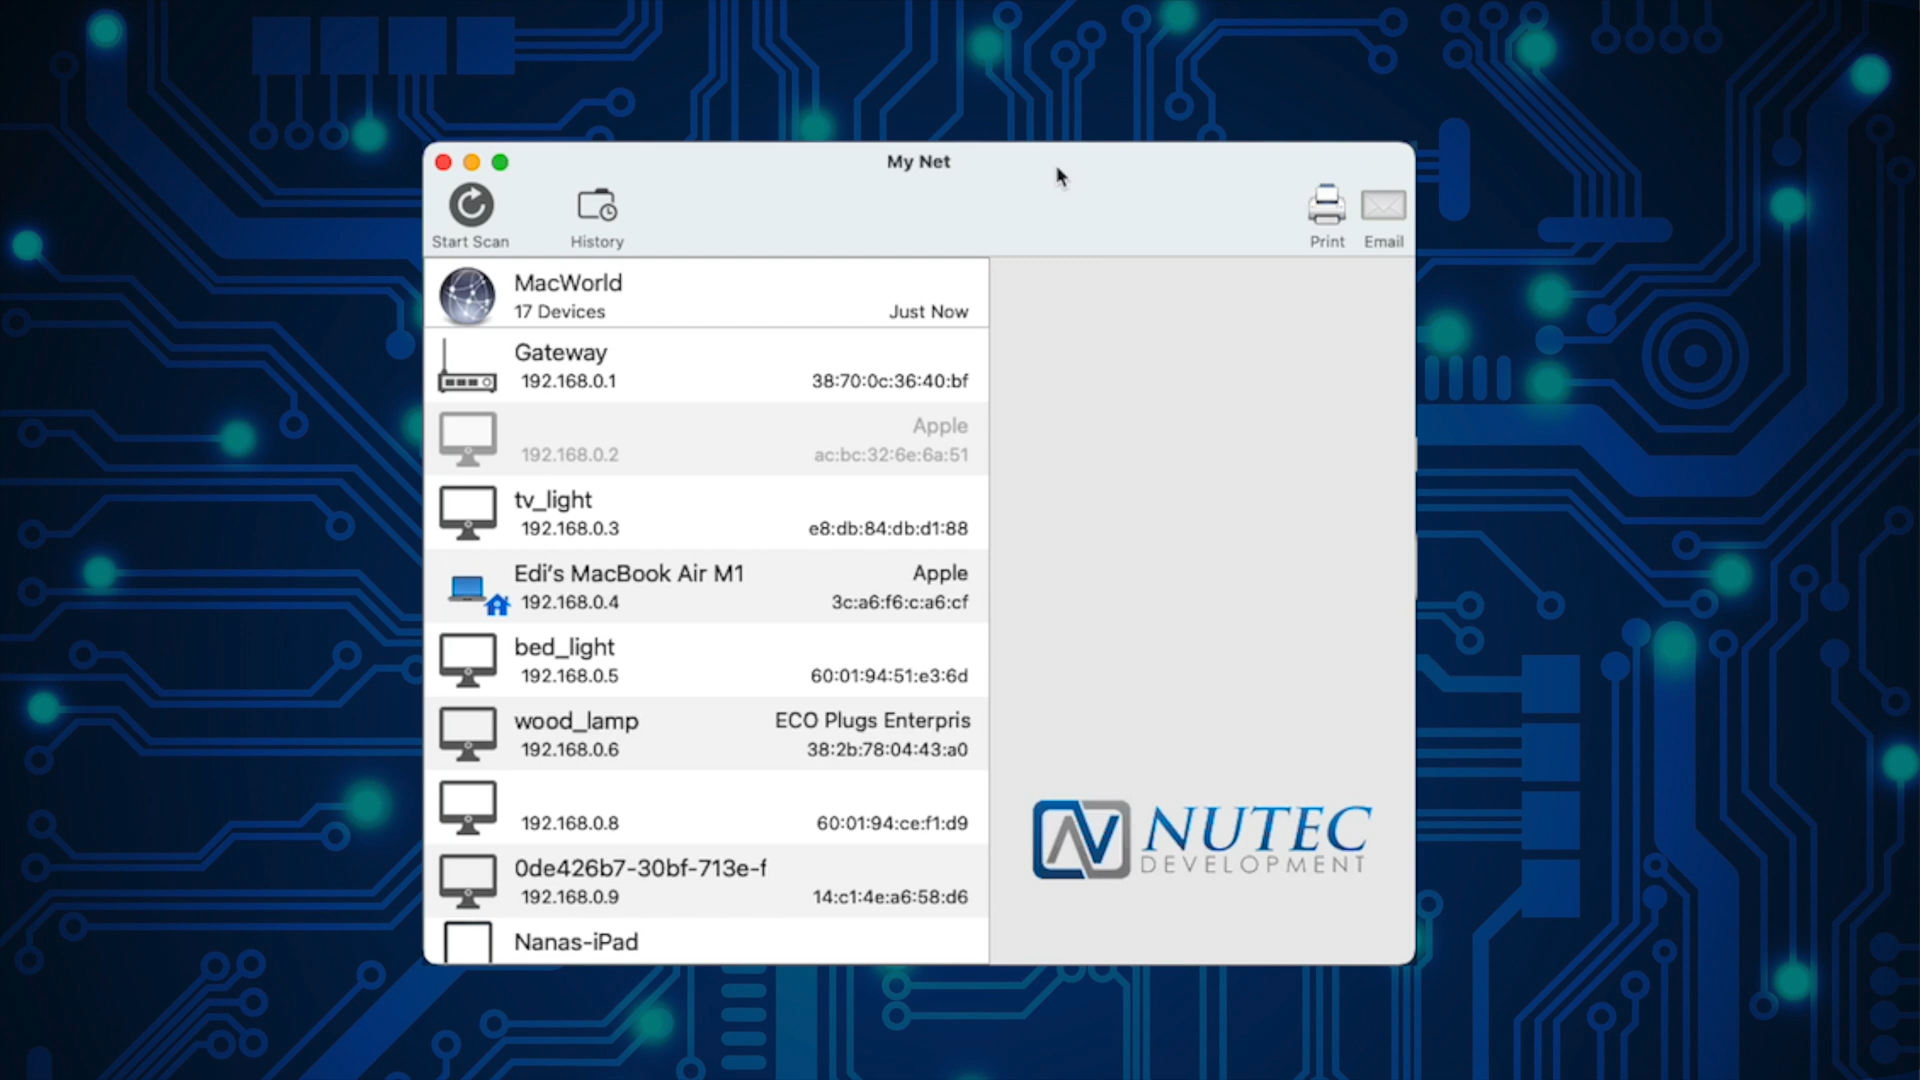 My Net
Start Scan
History
Print
Email
MacWorld
17 Devices
Just Now
Gateway
192.168.0.1
38:70:0c:36:40:bf
Apple
192.168.0.2
ac:bc:32:6e:6a:51
tv_light
192.168.0.3
e8:db:84:db:d1:88
Edi's MacBook Air M1
Apple
192.168.0.4
3c:a6:f6:c:a6:cf
bed_light
192.168.0.5
60:01:94:51:e3:6d
wood_lamp
ECO Plugs Enterpris
192.168.0.6
38:2b:78:04:43:a0
192.168.0.8
60:01:94:ce:f1:d9
0de426b7-30bf-713e-f
192.168.0.9
14:c1:4e:a6:58:d6
Nanas-iPad
NUTEC
DEVELOPMENT